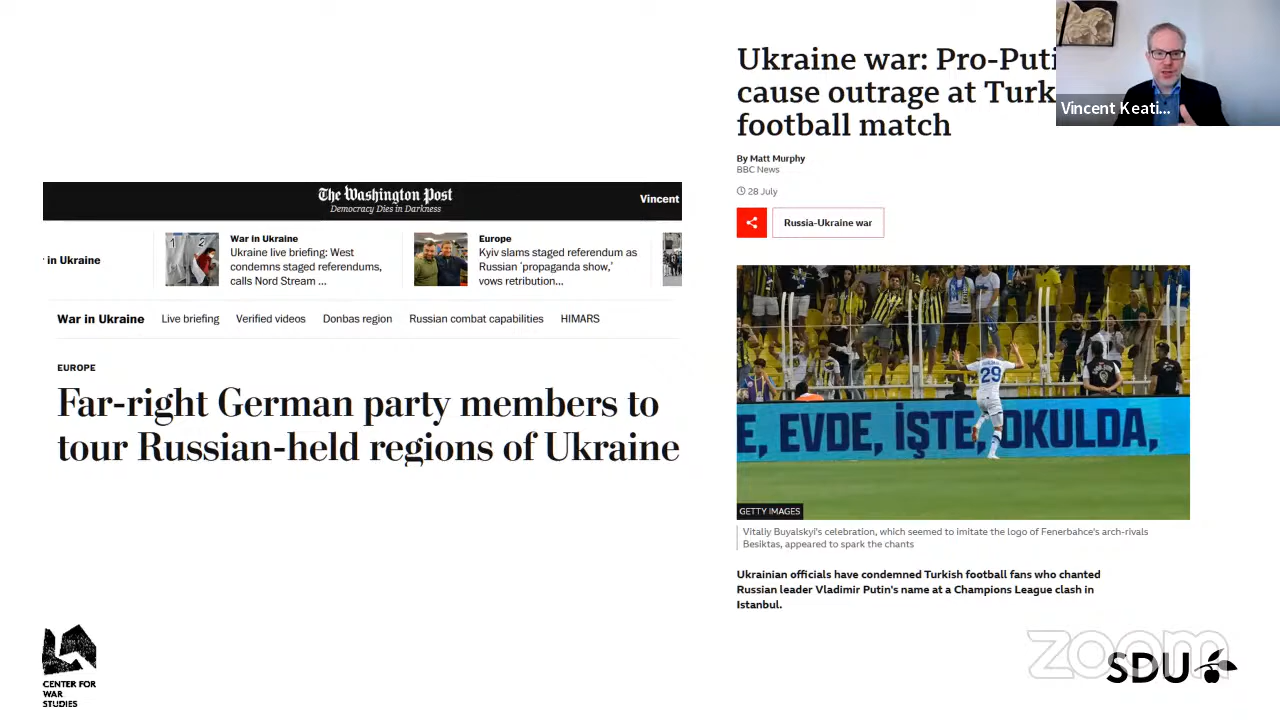 The Washington Post
Democracy Dies in Darkness
Vincent
in Ukraine
War in Ukraine
Ukraine live briefing: West
condemns staged referendums,
calls Nord Stream ...
Europe
Kyiv slams staged referendum as
Russian ‘propaganda show,’
vows retribution...
War in Ukraine Live briefing Verified videos Donbas region Russian combat capabilities HIMARS
EUROPE
Far-right German party members to
tour Russian-held regions of Ukraine
CENTER FOR
WAR
STUDIES
Ukraine war: Pro-Puti
cause outrage at Turk
football match
Vincent Keati...
By Matt Murphy
BBC News
28 July
Russia-Ukraine war
29
E, EVDE, İŞTE, OKULDA,
GETTY IMAGES
Vitaliy Buyalskyi's celebration, which seemed to imitate the logo of Fenerbahce's arch-rivals
Besiktas, appeared to spark the chants
Ukrainian officials have condemned Turkish football fans who chanted
Russian leader Vladimir Putin's name at a Champions League clash in
Istanbul.
zoom
SDU